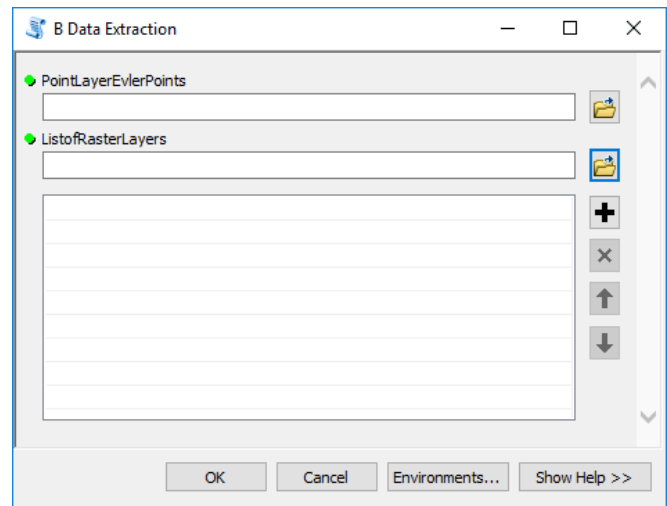 B Data Extraction
PointLayerEvlerPoints
ListofRasterLayers
OK
Cancel
Environments...
Show Help >>